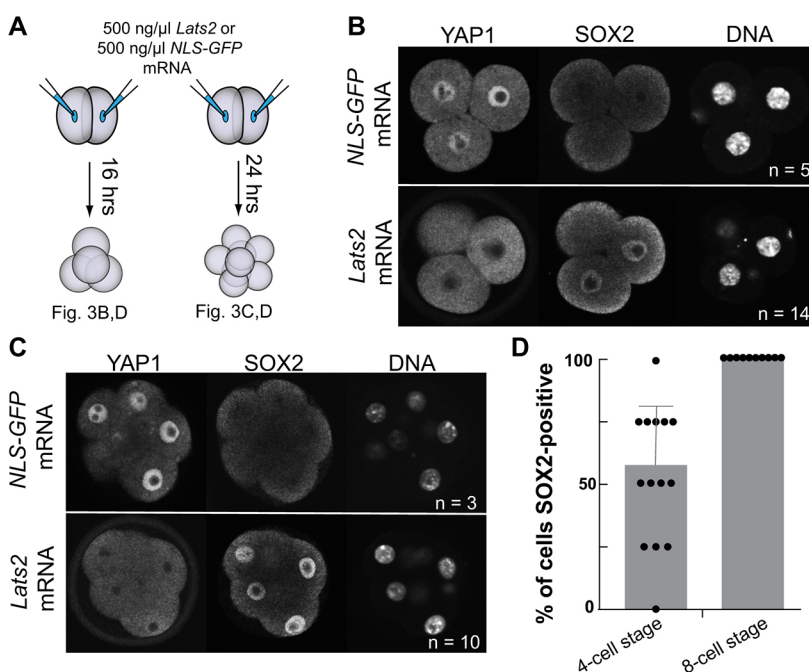 A
500 ng/μl Lats2 or
500 ng/μl NLS-GFP
mRNA
16 hrs
24 hrs
Fig. 3B,D
Fig. 3C,D
B
YAP1 SOX2 DNA
NLS-GFP
mRNA
n = 5
Lats2
mRNA
n = 14
C
YAP1 SOX2 DNA
NLS-GFP
mRNA
n = 3
Lats2
mRNA
n = 10
D
% of cells SOX2-positive
100
50
0
4-cell stage
8-cell stage